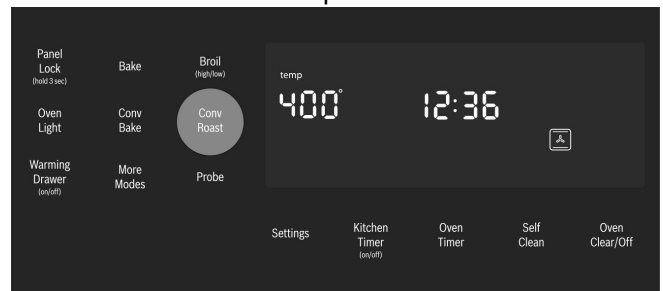 Panel
Lock
(hold 3 sec)
Bake
Broil
(high/low)
Oven
Light
Conv
Bake
Conv
Roast
Warming
Drawer
(on/off)
More
Modes
Probe
temp
400°
12:36
Settings
Kitchen
Timer
(on/off)
Oven
Timer
Self
Clean
Oven
Clear/Off